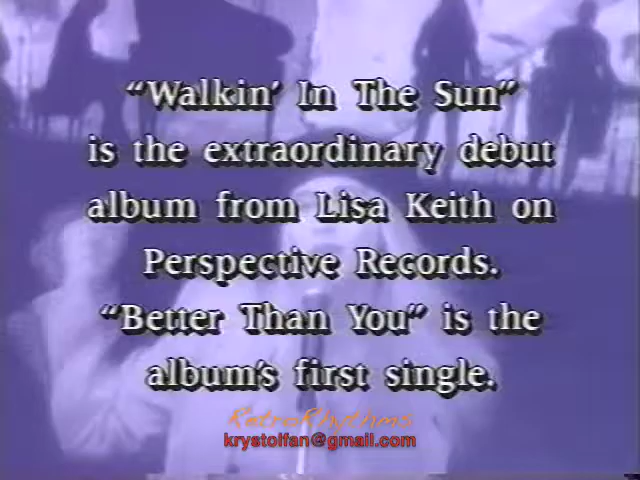 “Walkin’ In The Sun”
is the extraordinary debut
album from Lisa Keith on
Perspective Records.
“Better Than You” is the
album’s first single.
RetroRhythms
krystolfan@gmail.com